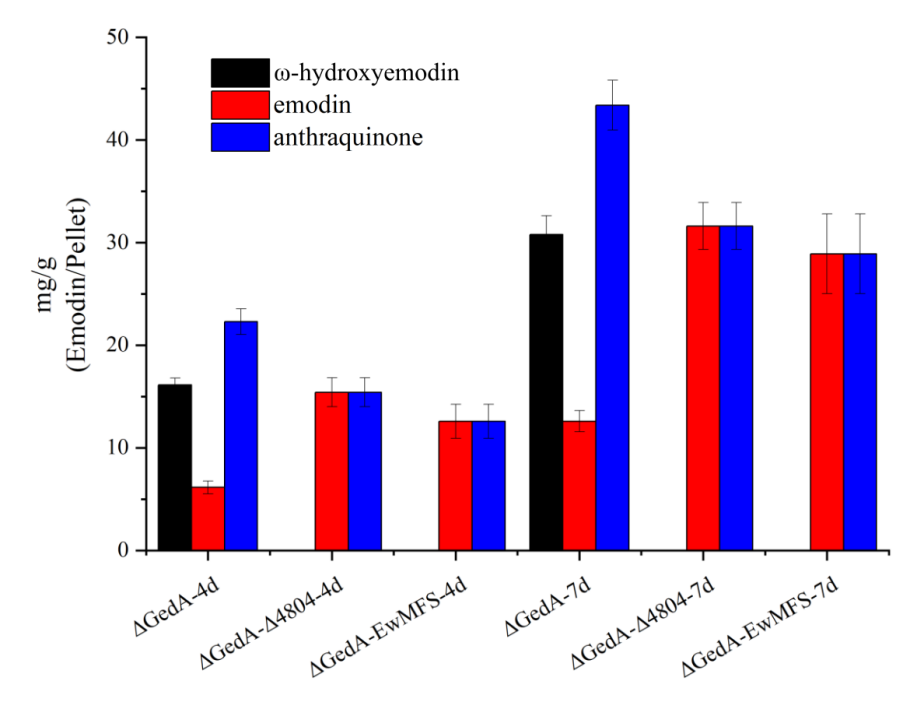 50
40
30
20
10
0
mg/g
(Emodin/Pellet)
ω-hydroxyemodin
emodin
anthraquinone
ΔGedA-4d
ΔGedA-Δ4804-4d
ΔGedA-EwMFS-4d
ΔGedA-7d
ΔGedA-Δ4804-7d
ΔGedA-EwMFS-7d